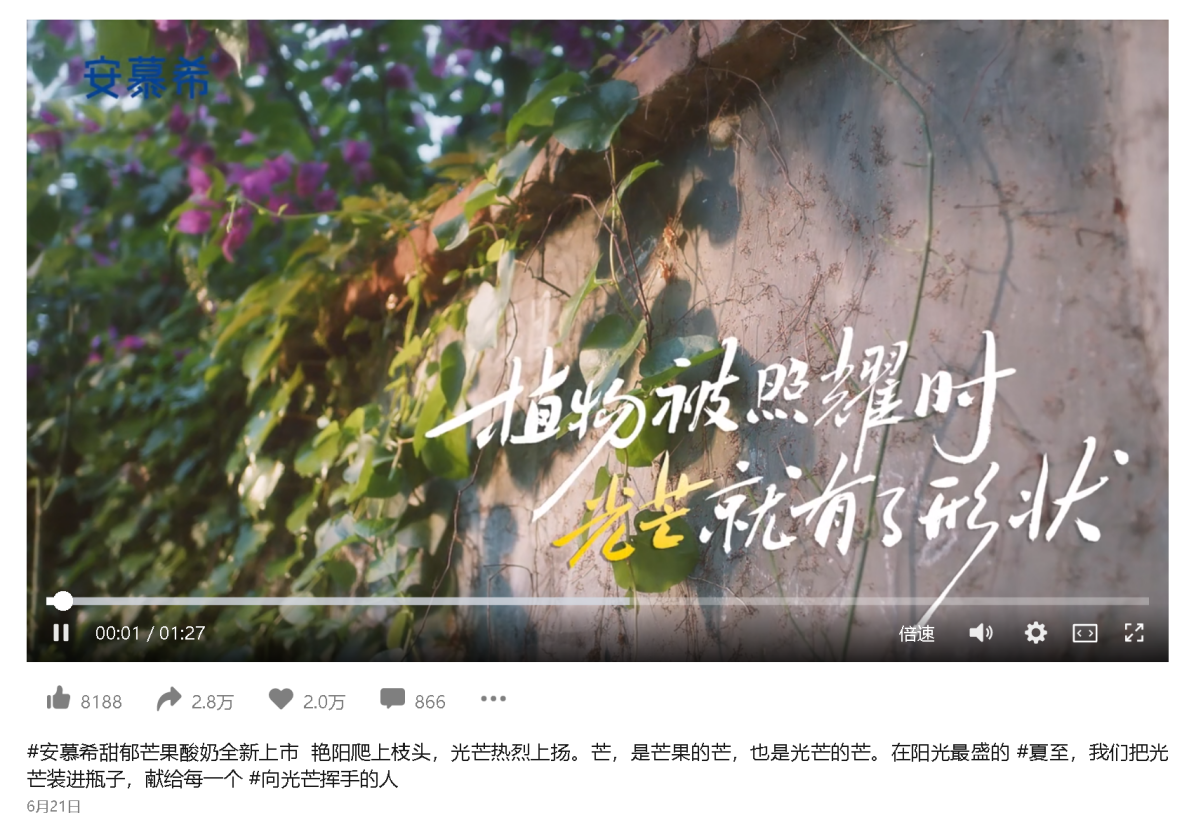 安慕希
植物被照耀时
光芒就有了形状
00:01 / 01:27
倍速
8188
2.8万
2.0万
866
#安慕希甜郁芒果酸奶全新上市 艳阳爬上枝头，光芒热烈上扬。芒，是芒果的芒，也是光芒的芒。在阳光最盛的 #夏至，我们把光
芒装进瓶子，献给每一个 #向光芒挥手的人
6月21日